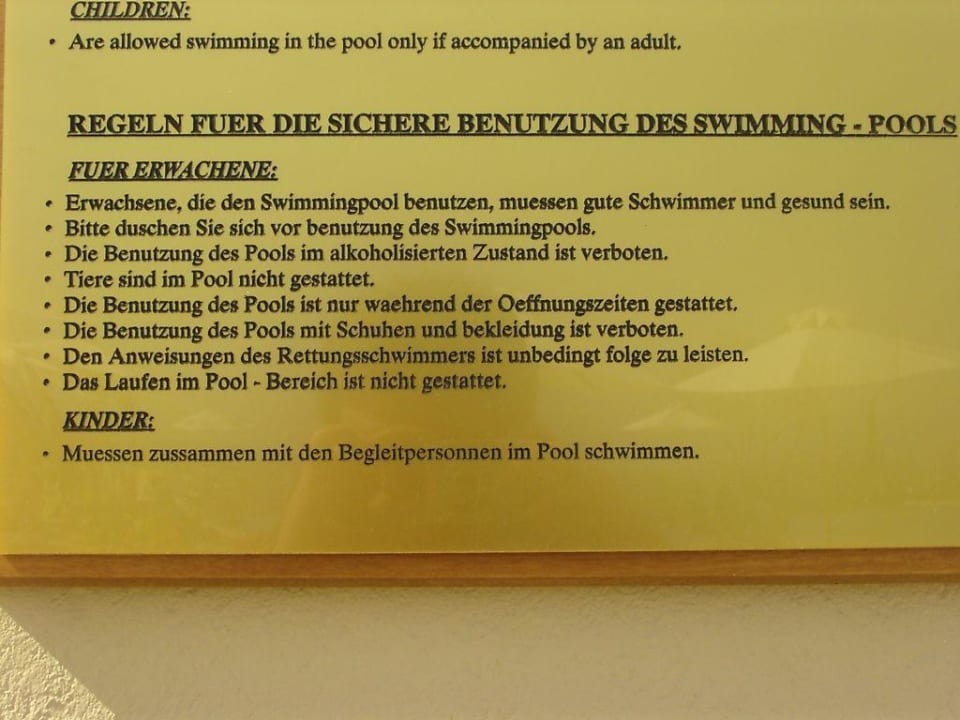 CHILDREN:
• Are allowed swimming in the pool only if accompanied by an adult.
REGELN FUER DIE SICHERE BENUTZUNG DES SWIMMING - POOLS
FUER ERWACHENE:
• Erwachsene, die den Swimmingpool benutzen, muessen gute Schwimmer und gesund sein.
• Bitte duschen Sie sich vor benutzung des Swimmingpools.
• Die Benutzung des Pools im alkoholisierten Zustand ist verboten.
• Tiere sind im Pool nicht gestattet.
• Die Benutzung des Pools ist nur waehrend der Oeffnungszeiten gestattet.
• Die Benutzung des Pools mit Schuhen und bekleidung ist verboten.
• Den Anweisungen des Rettungsschwimmers ist unbedingt folge zu leisten.
• Das Laufen im Pool - Bereich ist nicht gestattet.
KINDER:
• Muessen zussammen mit den Begleitpersonnen im Pool schwimmen.